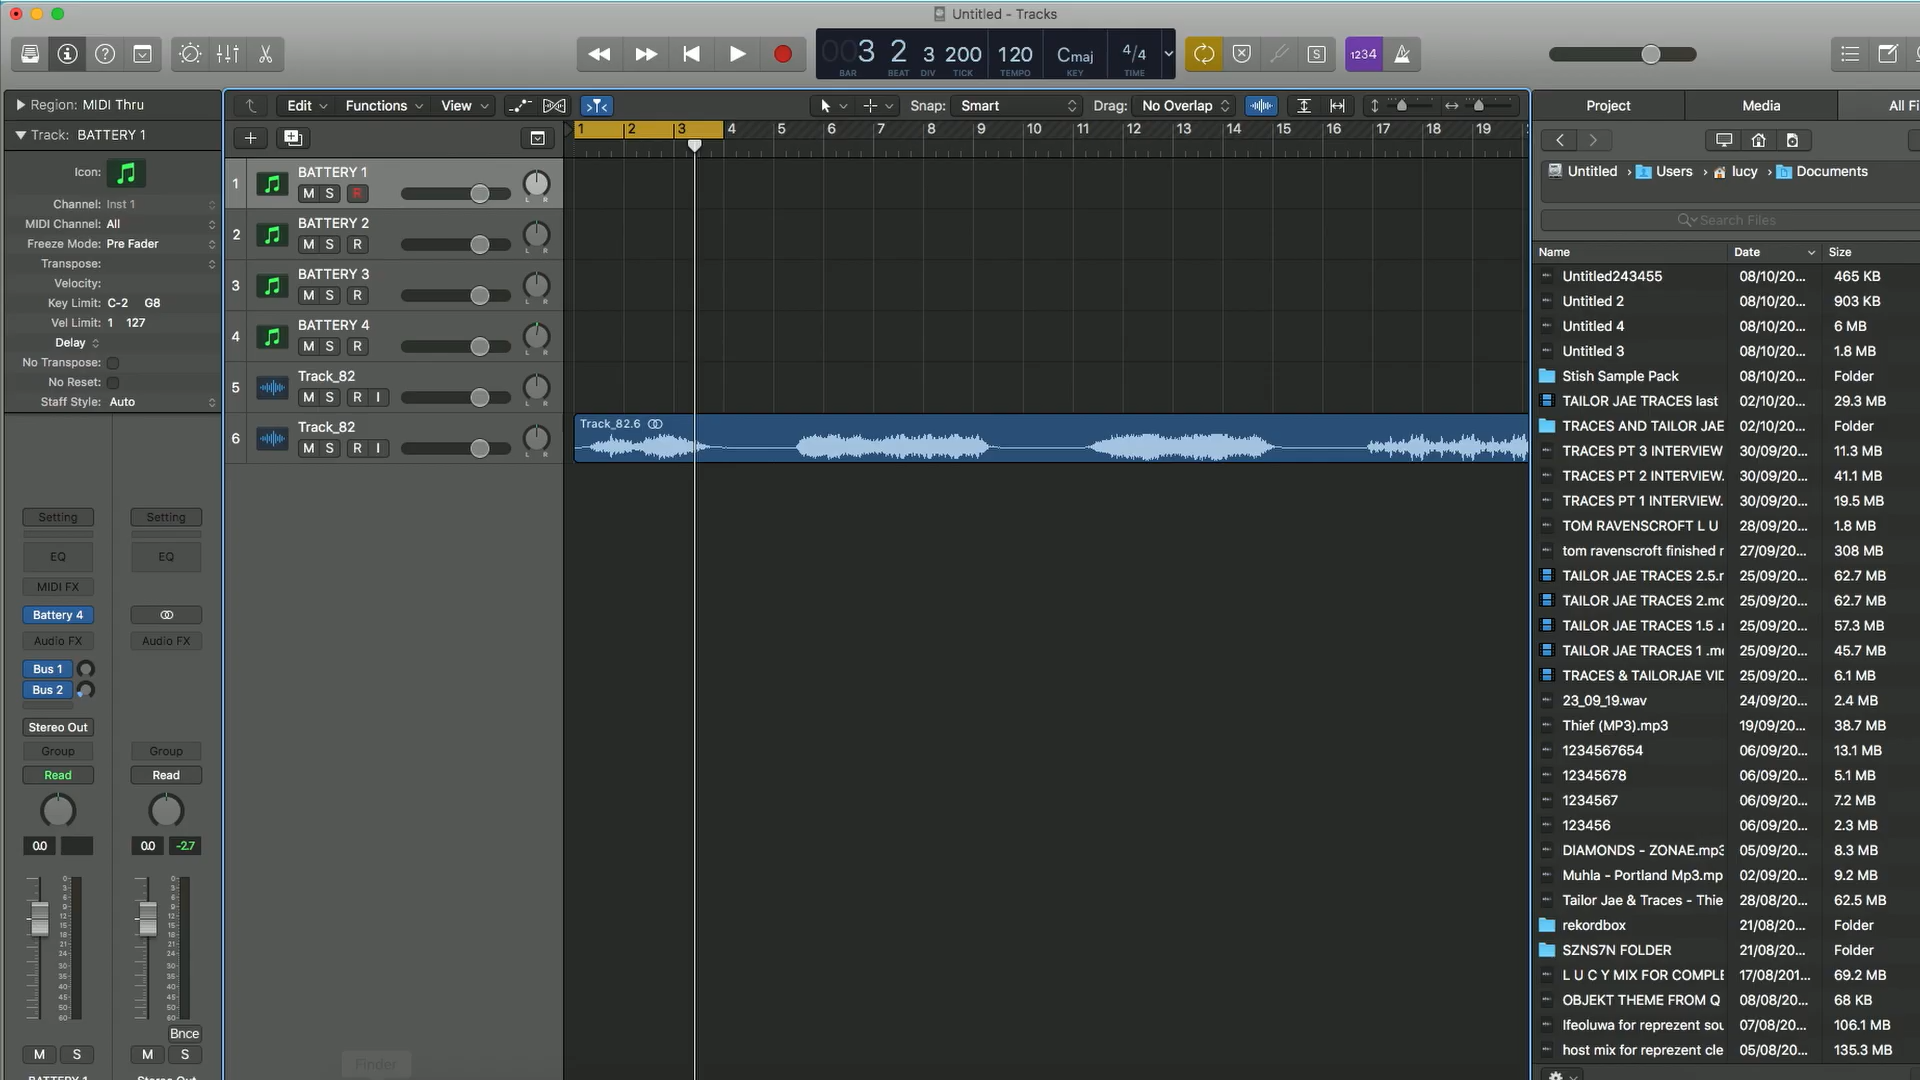 Untitled - Tracks
3 2 3 200 120 Cmaj 4/4
BAR BEAT DIV TICK TEMPO KEY TIME
S 1234
Region: MIDI Thru
Track: BATTERY 1
Icon:
Channel: Inst 1
MIDI Channel: All
Freeze Mode: Pre Fader
Transpose:
Velocity:
Key Limit: C-2 G8
Vel Limit: 1 127
Delay
No Transpose:
No Reset:
Staff Style: Auto
Setting Setting
EQ EQ
MIDI FX
Battery 4
Audio FX Audio FX
Bus 1
Bus 2
Stereo Out
Group Group
Read Read
0.0 0.0 -2.7
Bnce
M S M S
Edit Functions View Snap: Smart Drag: No Overlap
1 2 3 4 5 6 7 8 9 10 11 12 13 14 15 16 17 18 19
1 BATTERY 1
M S R
2 BATTERY 2
M S R
3 BATTERY 3
M S R
4 BATTERY 4
M S R
5 Track_82
M S R I
6 Track_82
M S R I
Track_82.6
Finder
Project Media All Fi
Untitled Users lucy Documents
Search Files
Name Date Size
Untitled243455 08/10/20... 465 KB
Untitled 2 08/10/20... 903 KB
Untitled 4 08/10/20... 6 MB
Untitled 3 08/10/20... 1.8 MB
Stish Sample Pack 08/10/20... Folder
TAILOR JAE TRACES last 02/10/20... 29.3 MB
TRACES AND TAILOR JAE 02/10/20... Folder
TRACES PT 3 INTERVIEW 30/09/20... 11.3 MB
TRACES PT 2 INTERVIEW. 30/09/20... 41.1 MB
TRACES PT 1 INTERVIEW. 30/09/20... 19.5 MB
TOM RAVENSCROFT L U 28/09/20... 1.8 MB
tom ravenscroft finished 27/09/20... 308 MB
TAILOR JAE TRACES 2.5. 25/09/20... 62.7 MB
TAILOR JAE TRACES 2.mo 25/09/20... 62.7 MB
TAILOR JAE TRACES 1.5 . 25/09/20... 57.3 MB
TAILOR JAE TRACES 1 .mo 25/09/20... 45.7 MB
TRACES & TAILORJAE VID 25/09/20... 6.1 MB
23_09_19.wav 24/09/20... 2.4 MB
Thief (MP3).mp3 19/09/20... 38.7 MB
1234567654 06/09/20... 13.1 MB
12345678 06/09/20... 5.1 MB
1234567 06/09/20... 7.2 MB
123456 06/09/20... 2.3 MB
DIAMONDS - ZONAE.mp3 05/09/20... 8.3 MB
Muhla - Portland Mp3.mp 02/09/20... 9.2 MB
Tailor Jae & Traces - Thie 28/08/20... 62.5 MB
rekordbox 21/08/20... Folder
SZNS7N FOLDER 21/08/20... Folder
L U C Y MIX FOR COMPLE 17/08/201... 69.2 MB
OBJEKT THEME FROM Q 08/08/20... 68 KB
Ifeoluwa for reprezent sou 07/08/20... 106.1 MB
host mix for reprezent cle 05/08/20... 135.3 MB